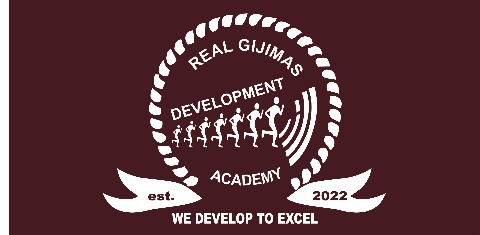 REAL GIJIMAS
DEVELOPMENT
ACADEMY
est. 2022
WE DEVELOP TO EXCEL